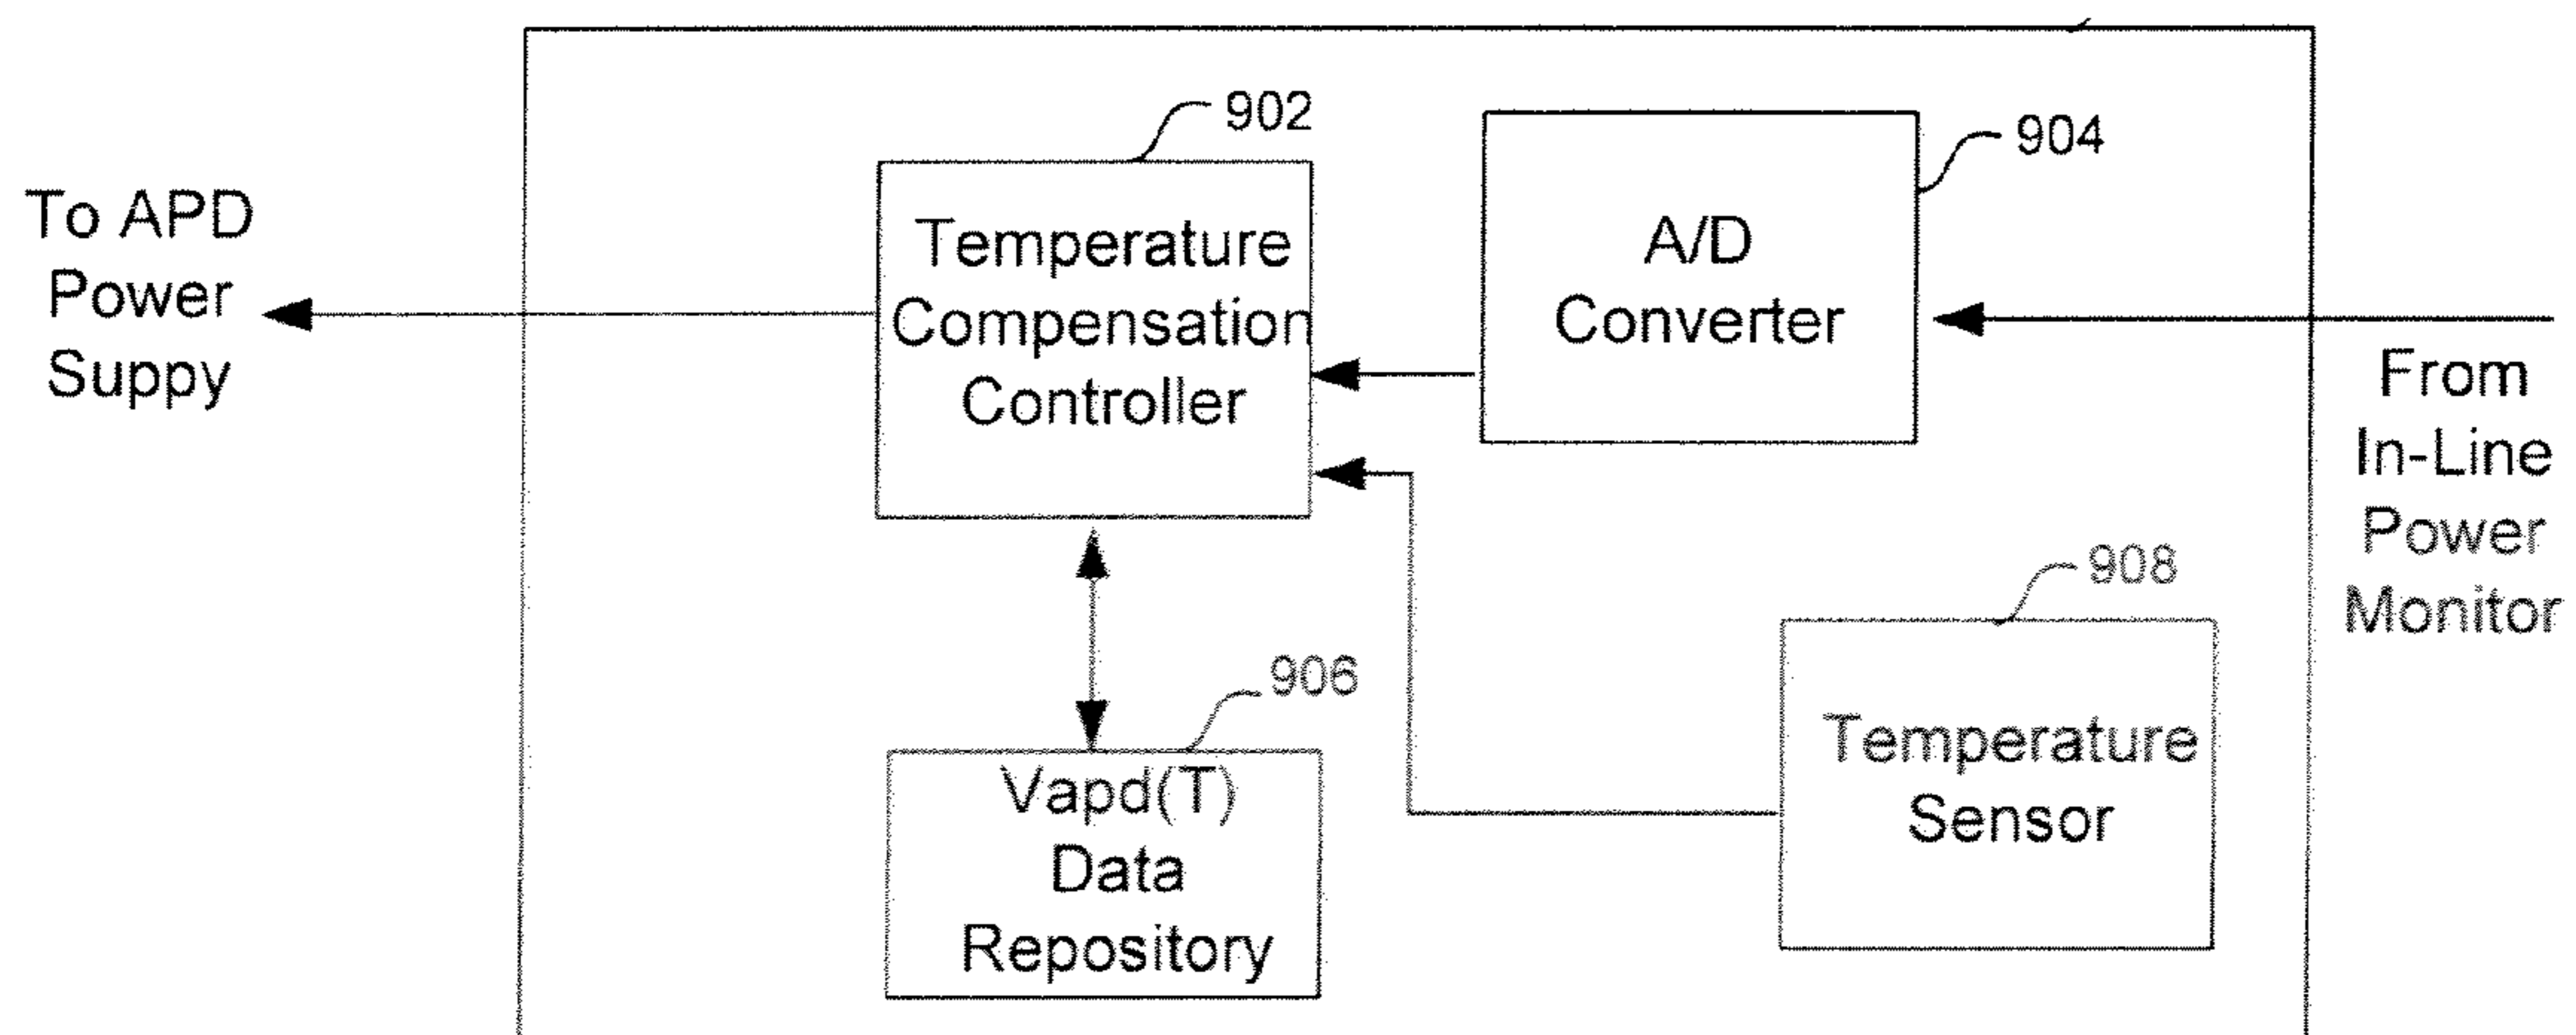 902
904
To APD
Power
Suppy
Temperature
Compensation
Controller
A/D
Converter
From
In-Line
Power
Monitor
908
906
Vapd(T)
Data
Repository
Temperature
Sensor